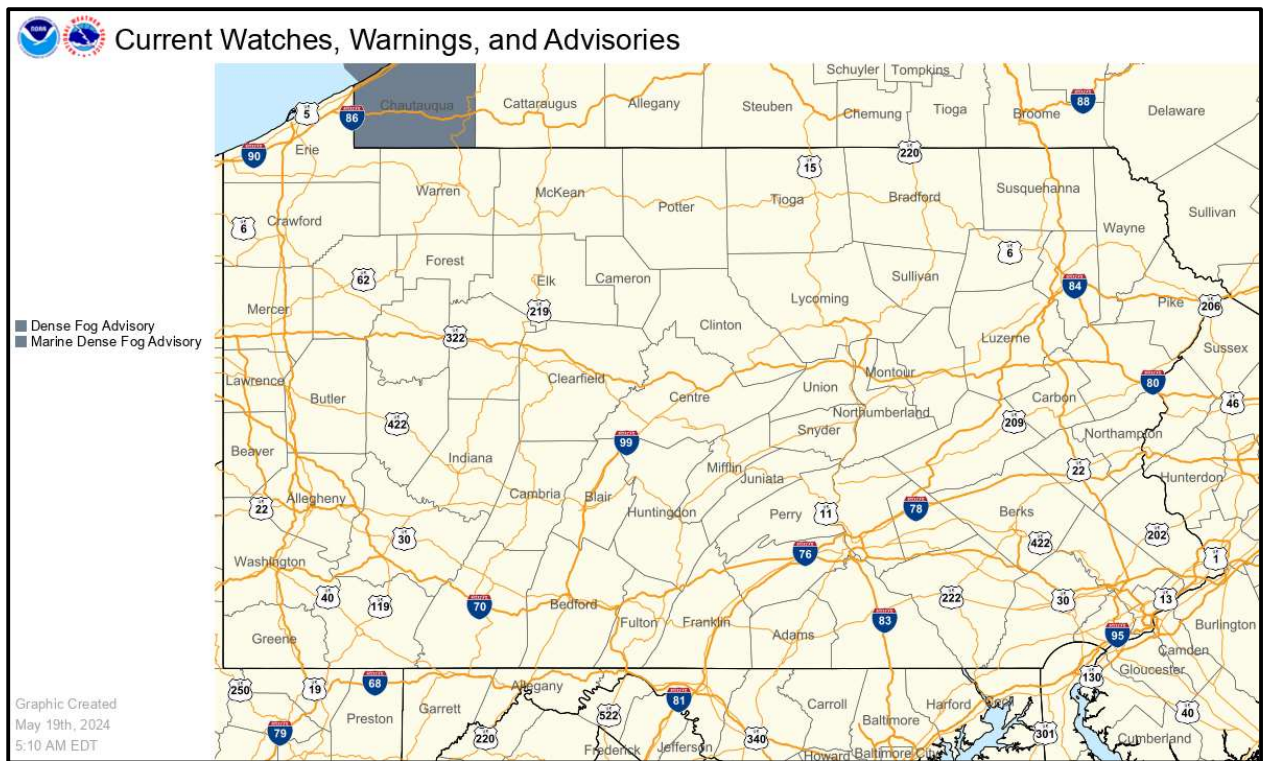 NOAA
Current Watches, Warnings, and Advisories
Schuyler
Tompkins
Chautauqua
Cattaraugus
Allegany
Steuben
Chemung
Tioga
Broome
88
Delaware
5
86
90
Erie
15
220
Warren
McKean
Potter
Tioga
Bradford
Susquehanna
Crawford
6
Wayne
Sullivan
6
Forest
62
Elk
Cameron
Sullivan
84
Mercer
219
Lycoming
Pike
206
Dense Fog Advisory
Marine Dense Fog Advisory
322
Clinton
Luzerne
Sussex
Lawrence
Butler
Clearfield
Centre
Union
Montour
80
Carbon
46
422
Northumberland
209
Snyder
Northampton
99
Beaver
Indiana
Mifflin
Juniata
22
Hunterdon
Allegheny
Cambria
Blair
Huntingdon
22
Perry
11
78
Berks
30
422
202
Washington
76
1
40
119
70
Bedford
222
30
13
Greene
Fulton
Franklin
Adams
83
95
Burlington
Camden
Gloucester
130
250
19
68
Allegany
81
Carroll
Harford
Cecil
Graphic Created
May 19th, 2024
5:10 AM EDT
Preston
Garrett
522
Baltimore
40
79
220
340
301
Cumberland
Frederick
Jefferson
Howard
Baltimore City